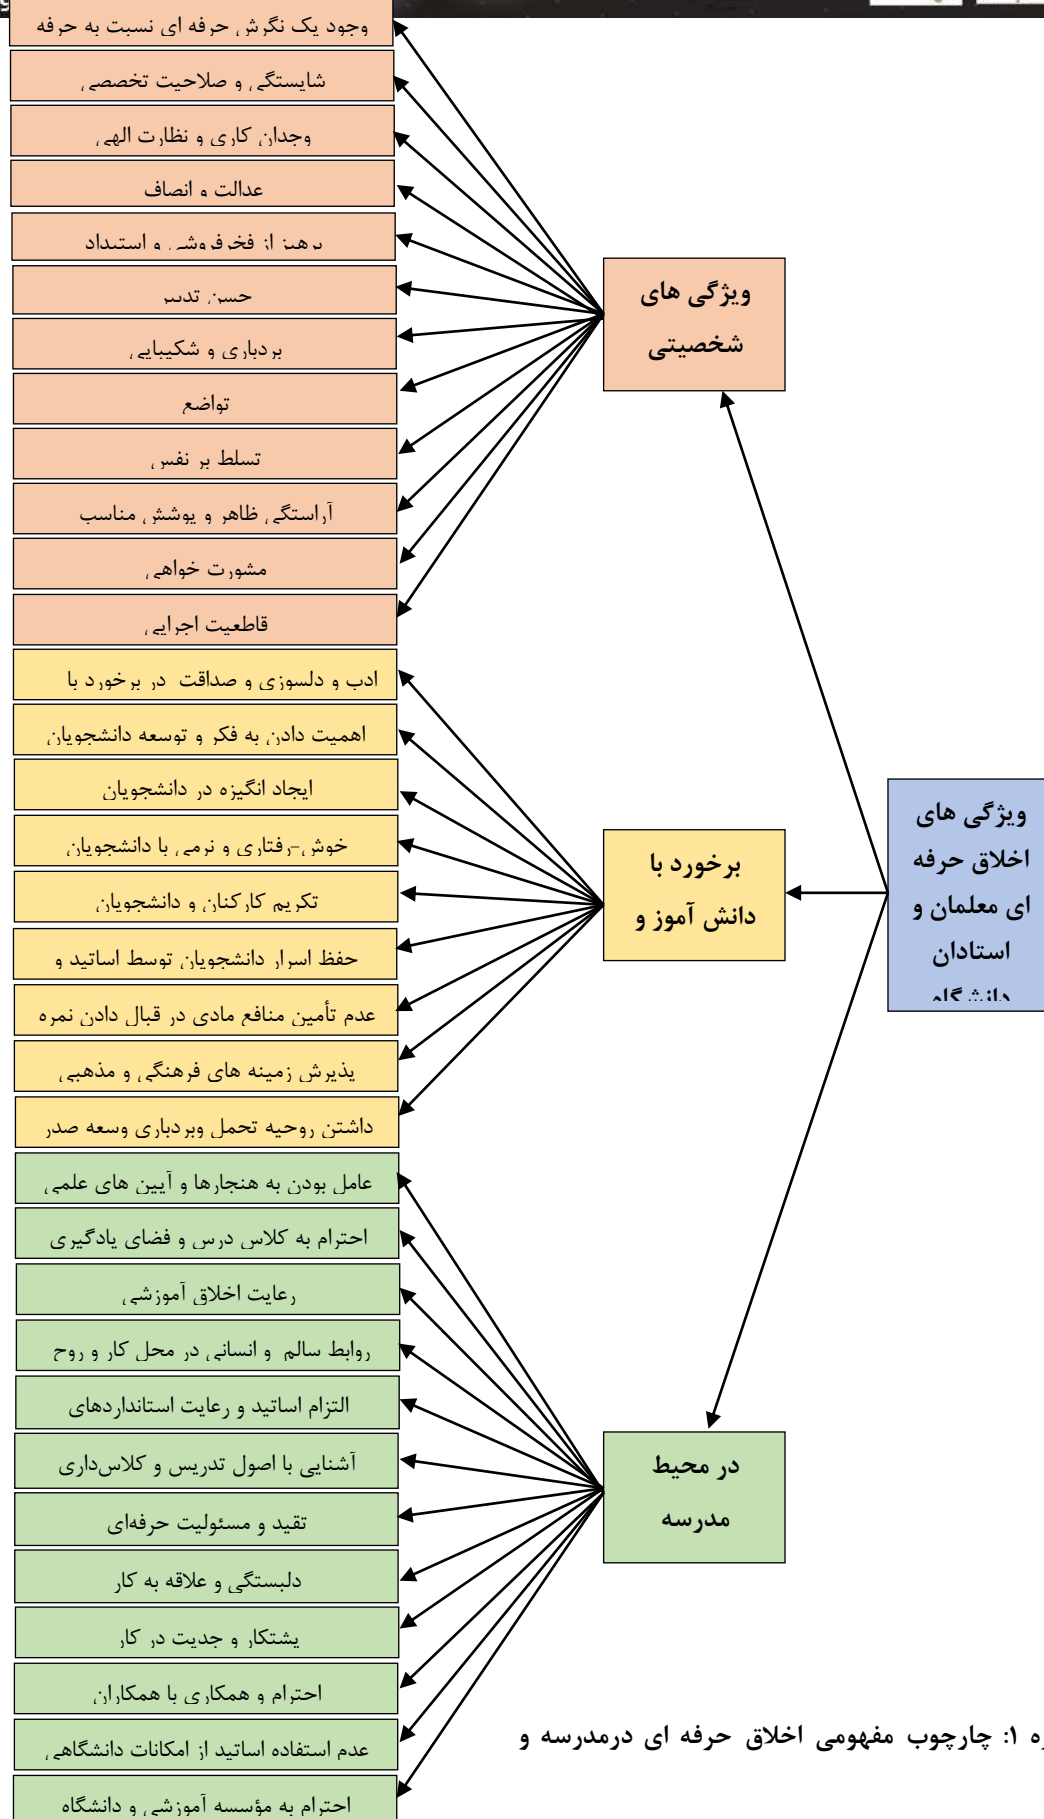 وجود یک نگرش حرفه ای نسبت به حرفه
شایستگی و صلاحیت تخصصی
وجدان کاری و نظارت الهی
عدالت و انصاف
پرهیز از فخرفروشی و استبداد
حسن تدبیر
بردباری و شکیبایی
تواضع
تسلط بر نفس
آراستگی ظاهر و پوشش مناسب
مشورت خواهی
قاطعیت اجرایی
ویژگی های
شخصیتی
ادب و دلسوزی و صداقت در برخورد با
اهمیت دادن به فکر و توسعه دانشجویان
ایجاد انگیزه در دانشجویان
خوش-رفتاری و نرمی با دانشجویان
تکریم کارکنان و دانشجویان
حفظ اسرار دانشجویان توسط اساتید و
عدم تأمین منافع مادی در قبال دادن نمره
پذیرش زمینه های فرهنگی و مذهبی
داشتن روحیه تحمل وبردباری وسعه صدر
برخورد با
دانش آموز و
ویژگی های
اخلاق حرفه
ای معلمان و
استادان
دانشگاه
عامل بودن به هنجارها و آیین های علمی
احترام به کلاس درس و فضای یادگیری
رعایت اخلاق آموزشی
روابط سالم و انسانی در محل کار و روح
التزام اساتید و رعایت استانداردهای
آشنایی با اصول تدریس و کلاس‌داری
تقید و مسئولیت حرفه‌ای
دلبستگی و علاقه به کار
پشتکار و جدیت در کار
احترام و همکاری با همکاران
عدم استفاده اساتید از امکانات دانشگاهی
احترام به مؤسسه آموزشی و دانشگاه
در محیط
مدرسه
ره ۱: چارچوب مفهومی اخلاق حرفه ای درمدرسه و